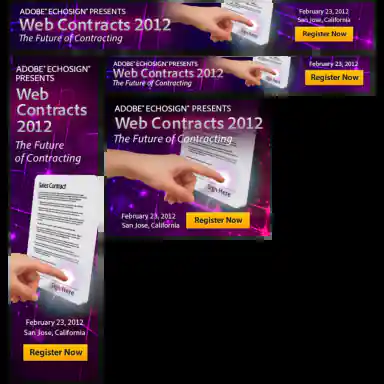 ADOBE® ECHOSIGN® PRESENTS
Web Contracts 2012
The Future of Contracting
February 23, 2012
San Jose, California
Register Now
ADOBE® ECHOSIGN® PRESENTS
Web Contracts 2012
The Future of Contracting
February 23, 2012
Register Now
ADOBE® ECHOSIGN®
PRESENTS
Web
Contracts
2012
The Future
of Contracting
Sales Contract
Sign Here
February 23, 2012
San Jose, California
Register Now
ADOBE® ECHOSIGN® PRESENTS
Web Contracts 2012
The Future of Contracting
Sign Here
February 23, 2012
San Jose, California
Register Now